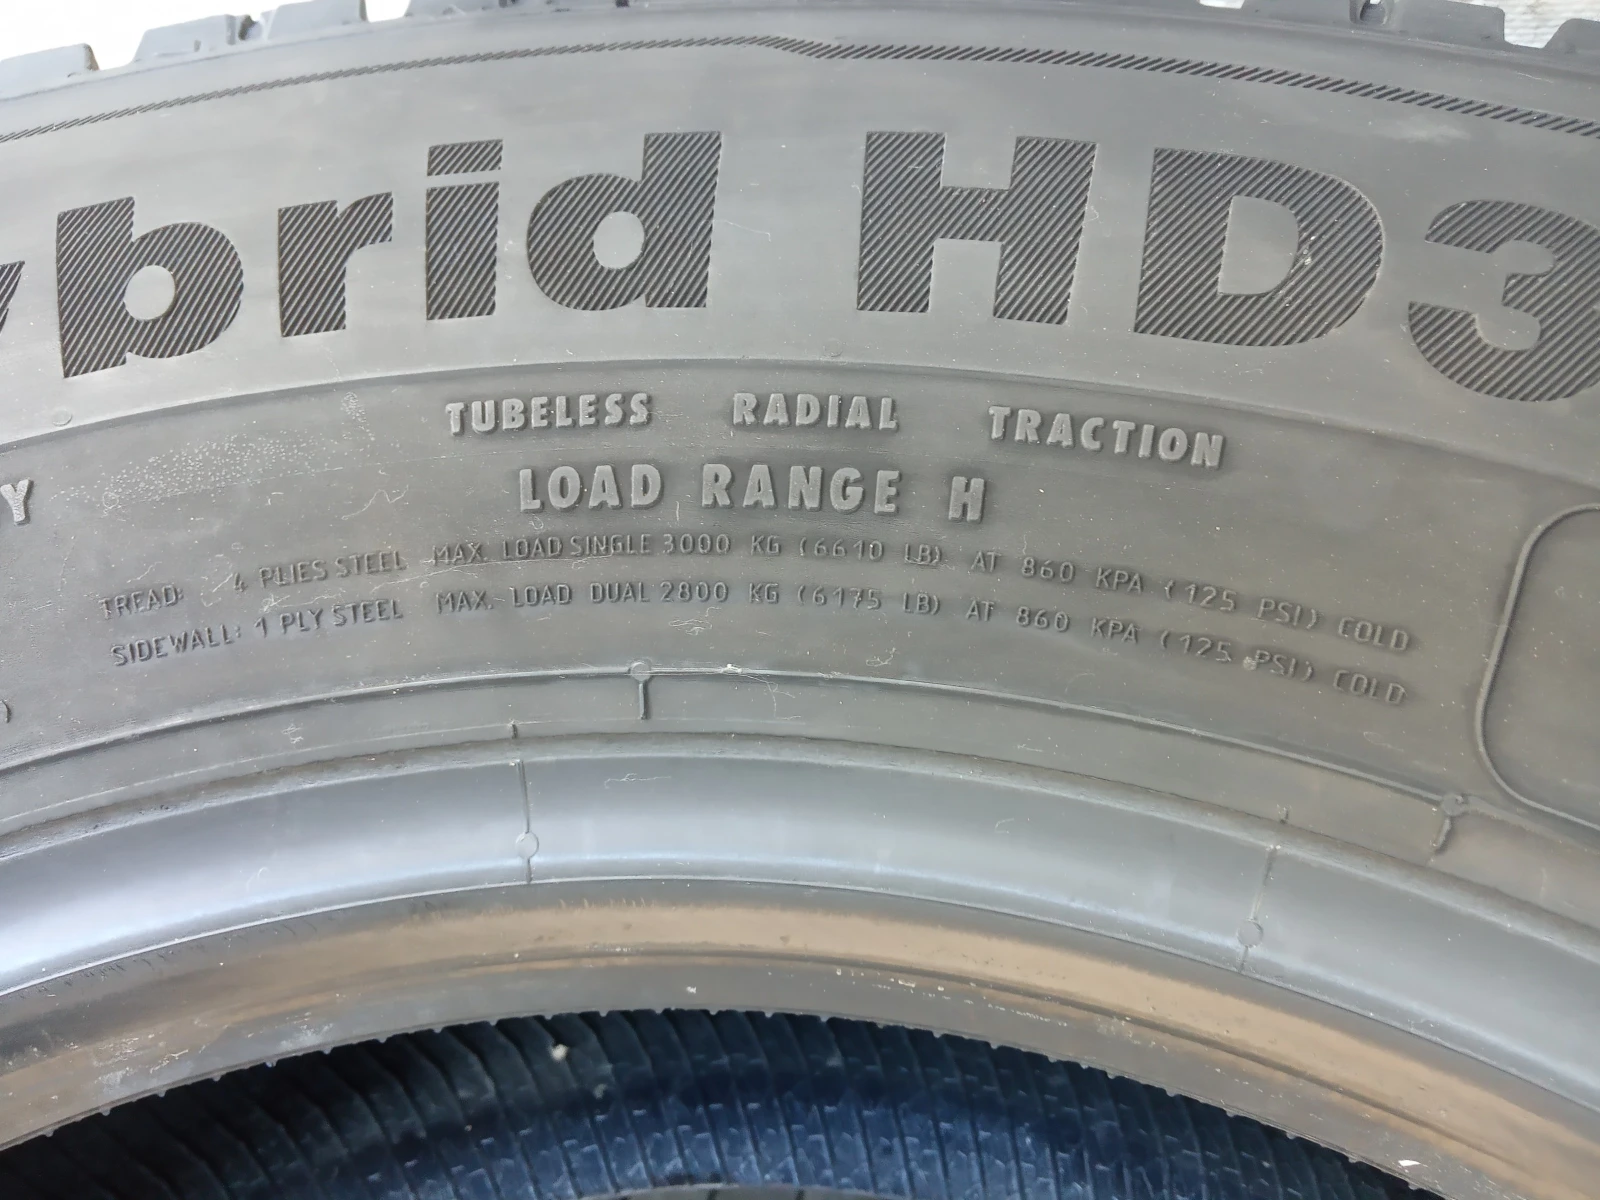 ybrid HD3
TUBELESS RADIAL TRACTION
LOAD RANGE H
Y
TREAD: 4 PLIES STEEL MAX. LOAD SINGLE 3000 KG (6610 LB) AT 860 KPA (125 PSI) COLD
SIDEWALL: 1 PLY STEEL MAX. LOAD DUAL 2800 KG (6175 LB) AT 860 KPA (125 PSI) COLD
)